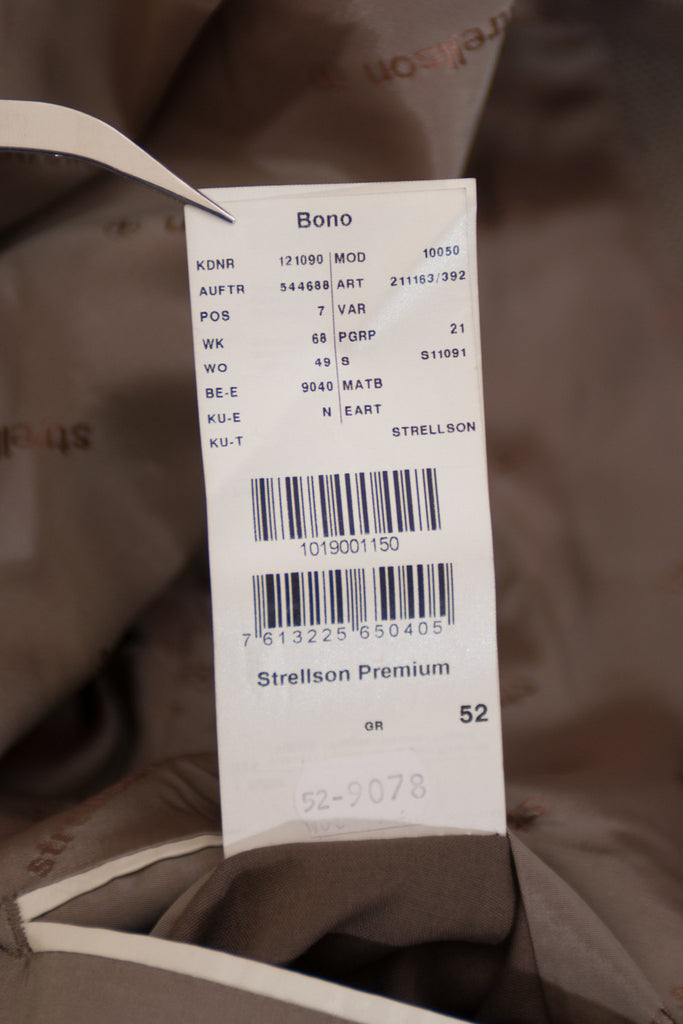 strellson
Bono
KDNR 121090 MOD 10050
AUFTR 544688 ART 211163/392
POS 7 VAR
WK 68 PGRP 21
WO 49 S S11091
BE-E 9040 MATB
KU-E N EART
KU-T STRELLSON
strellson
1019001150
7 613225 650405
Strellson Premium
GR 52
52-9078